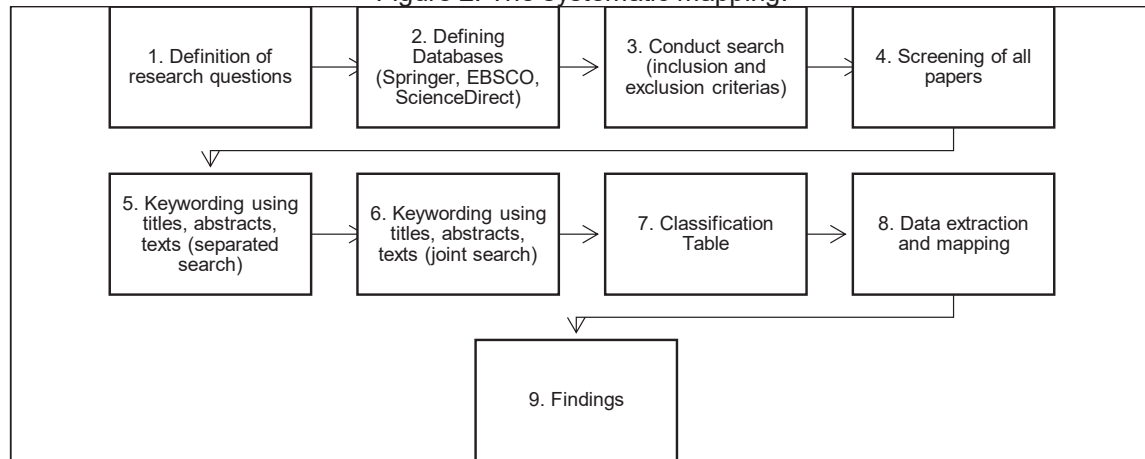 Figure 2. The systematic mapping.
1. Definition of
research questions
2. Defining
Databases
(Springer, EBSCO,
ScienceDirect)
3. Conduct search
(inclusion and
exclusion criterias)
4. Screening of all
papers
5. Keywording using
titles, abstracts,
texts (separated
search)
6. Keywording using
titles, abstracts,
texts (joint search)
7. Classification
Table
8. Data extraction
and mapping
9. Findings